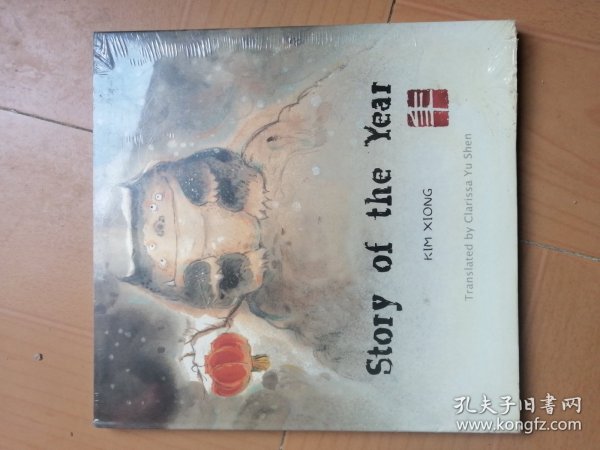 Story of the Year
年
KIM XIONG
Translated by Clarissa Yu Shen
孔夫子旧书网
www.kongfz.com